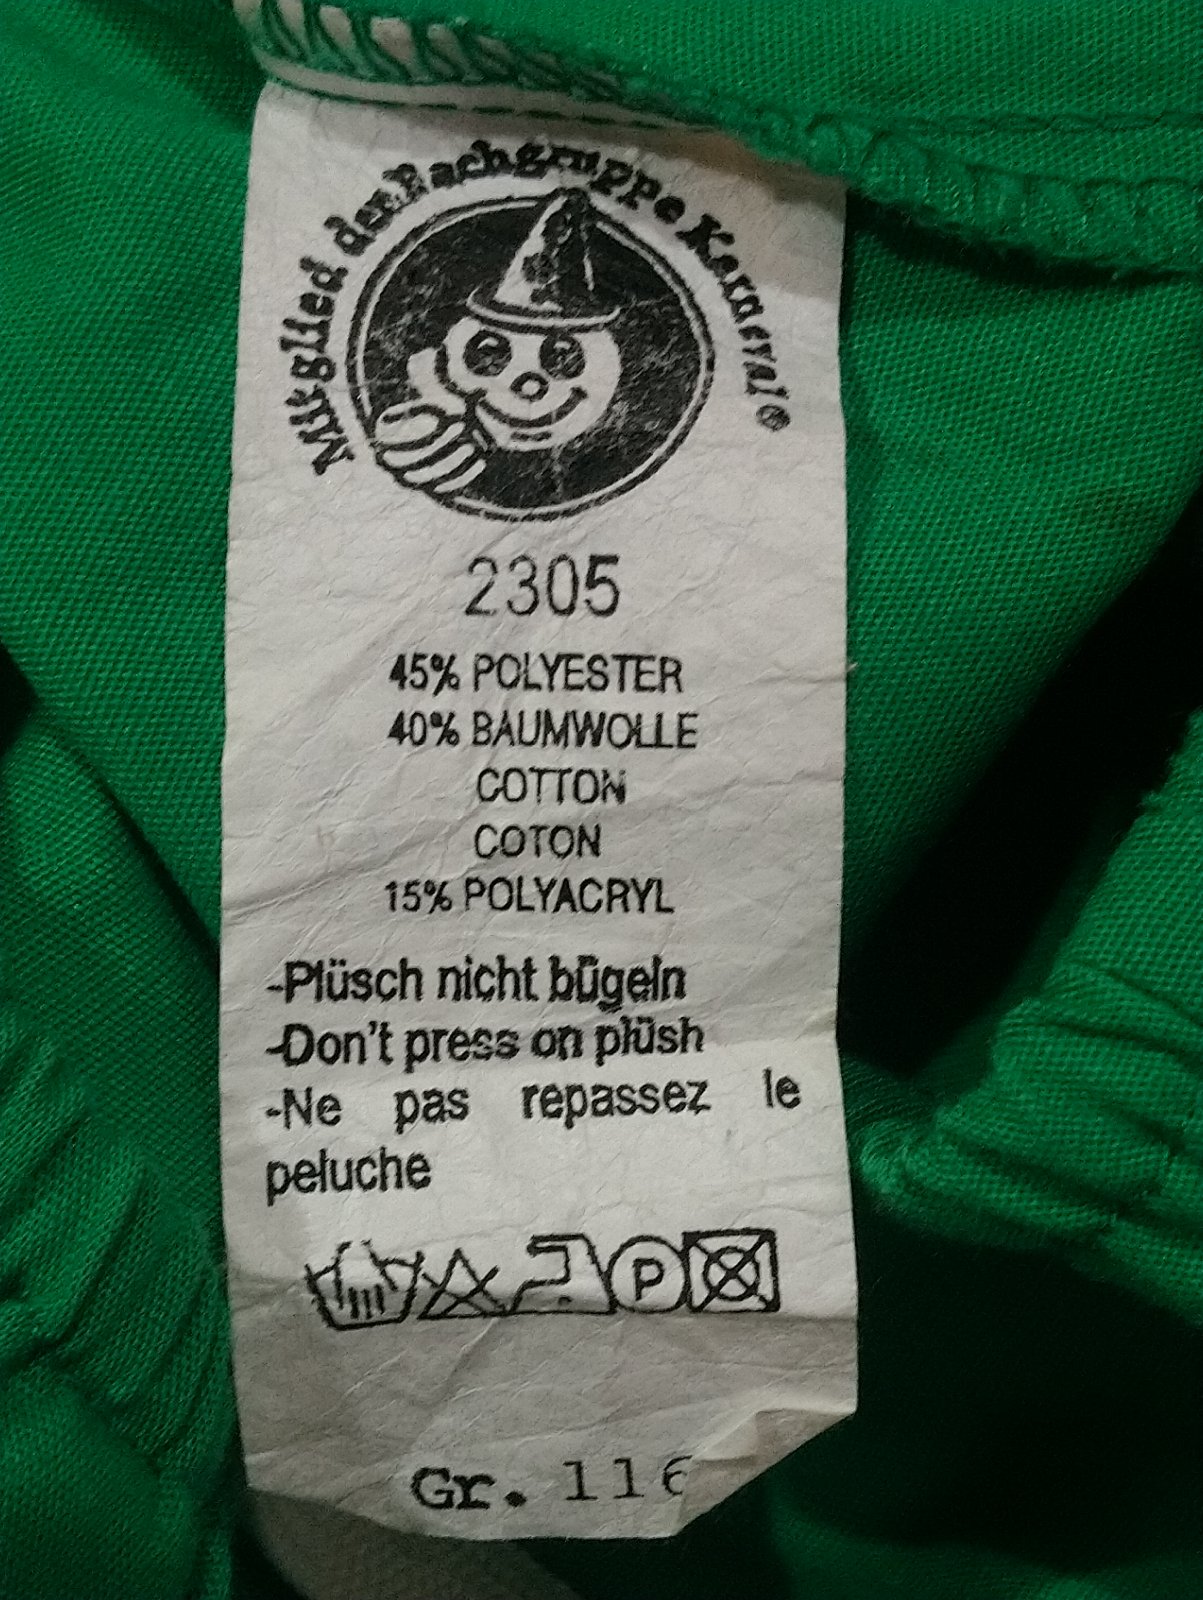 Mitglied der Fachgruppe Karneval®
2305
45% POLYESTER
40% BAUMWOLLE
COTTON
COTON
15% POLYACRYL
-Plüsch nicht bügeln
-Don't press on plüsh
-Ne pas repassez le
peluche
P
Gr. 116